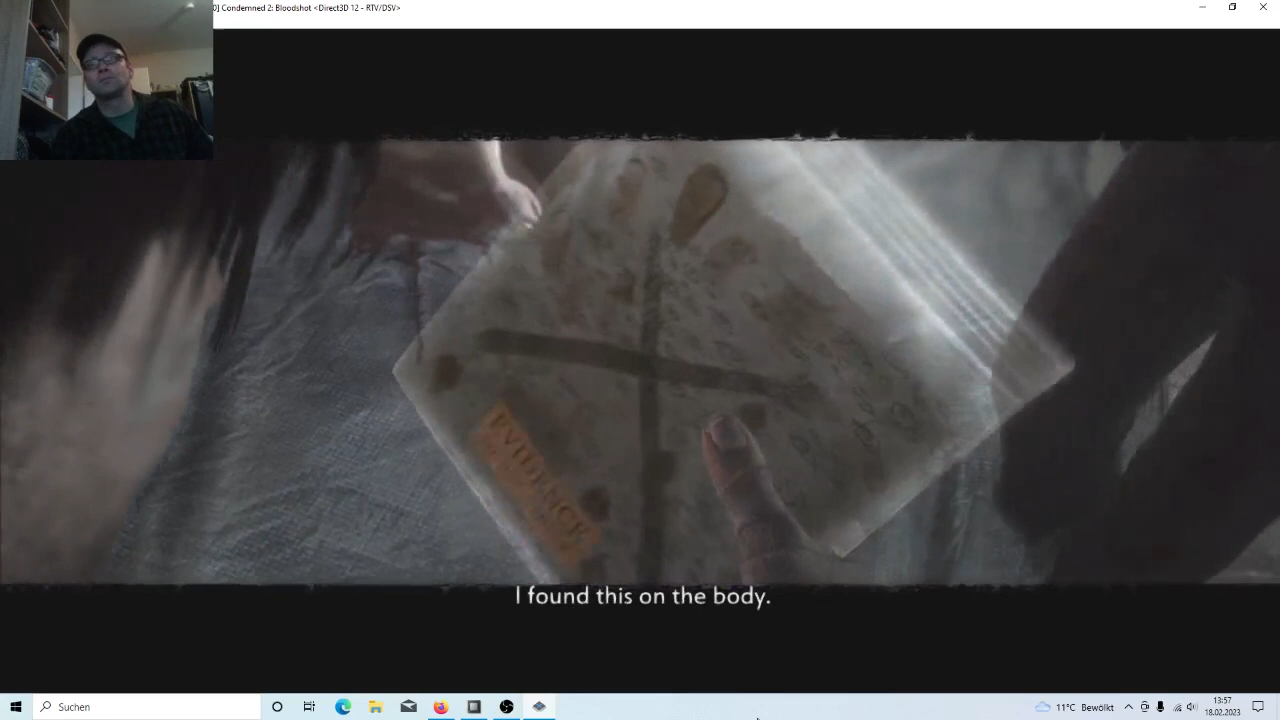 0] Condemned 2: Bloodshot <Direct3D 12 - RTV/DSV>
EVIDENCE
I found this on the body.
Suchen
11°C Bewölkt
13:57
18.02.2023